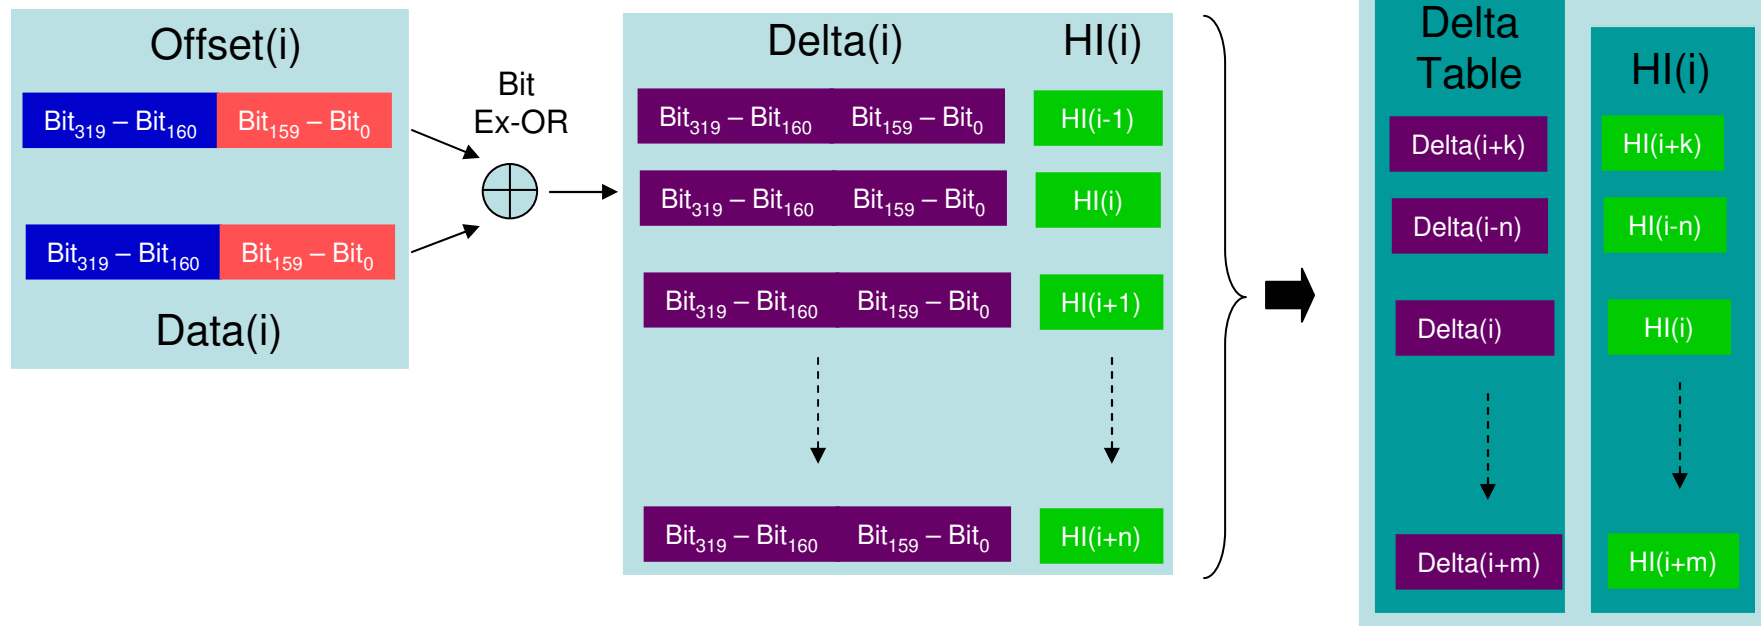 Offset(i)
Bit319 – Bit160 Bit159 – Bit0
Bit319 – Bit160 Bit159 – Bit0
Data(i)
Bit
Ex-OR
Delta(i) HI(i)
Bit319 – Bit160 Bit159 – Bit0 HI(i-1)
Bit319 – Bit160 Bit159 – Bit0 HI(i)
Bit319 – Bit160 Bit159 – Bit0 HI(i+1)
Bit319 – Bit160 Bit159 – Bit0 HI(i+n)
Delta
Table
HI(i)
Delta(i+k) HI(i+k)
Delta(i-n) HI(i-n)
Delta(i) HI(i)
Delta(i+m) HI(i+m)